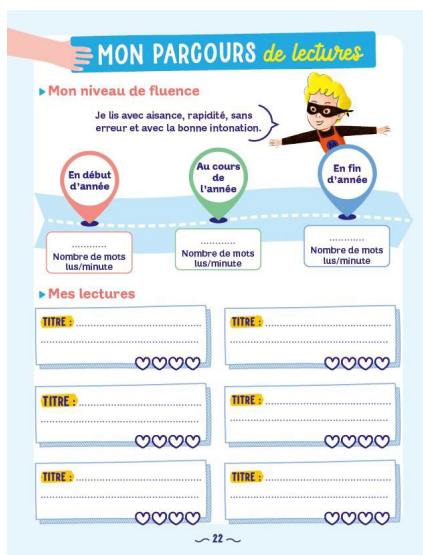 MON PARCOURS de lectures
Mon niveau de fluence
Je lis avec aisance, rapidité, sans
erreur et avec la bonne intonation.
En début
d'année
Au cours
de
l'année
En fin
d'année
............
Nombre de mots
lus/minute
............
Nombre de mots
lus/minute
............
Nombre de mots
lus/minute
Mes lectures
TITRE :
TITRE :
TITRE :
TITRE :
TITRE :
TITRE :
22